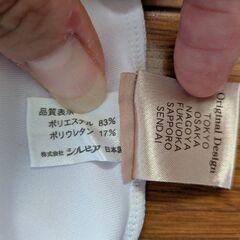 品質表示
ポリエステル 83%
ポリウレタン 17%
株式会社 シルビア 日本製
Original Design
TOKYO
OSAKA
NAGOYA
FUKUOKA
SAPPORO
SENDAI